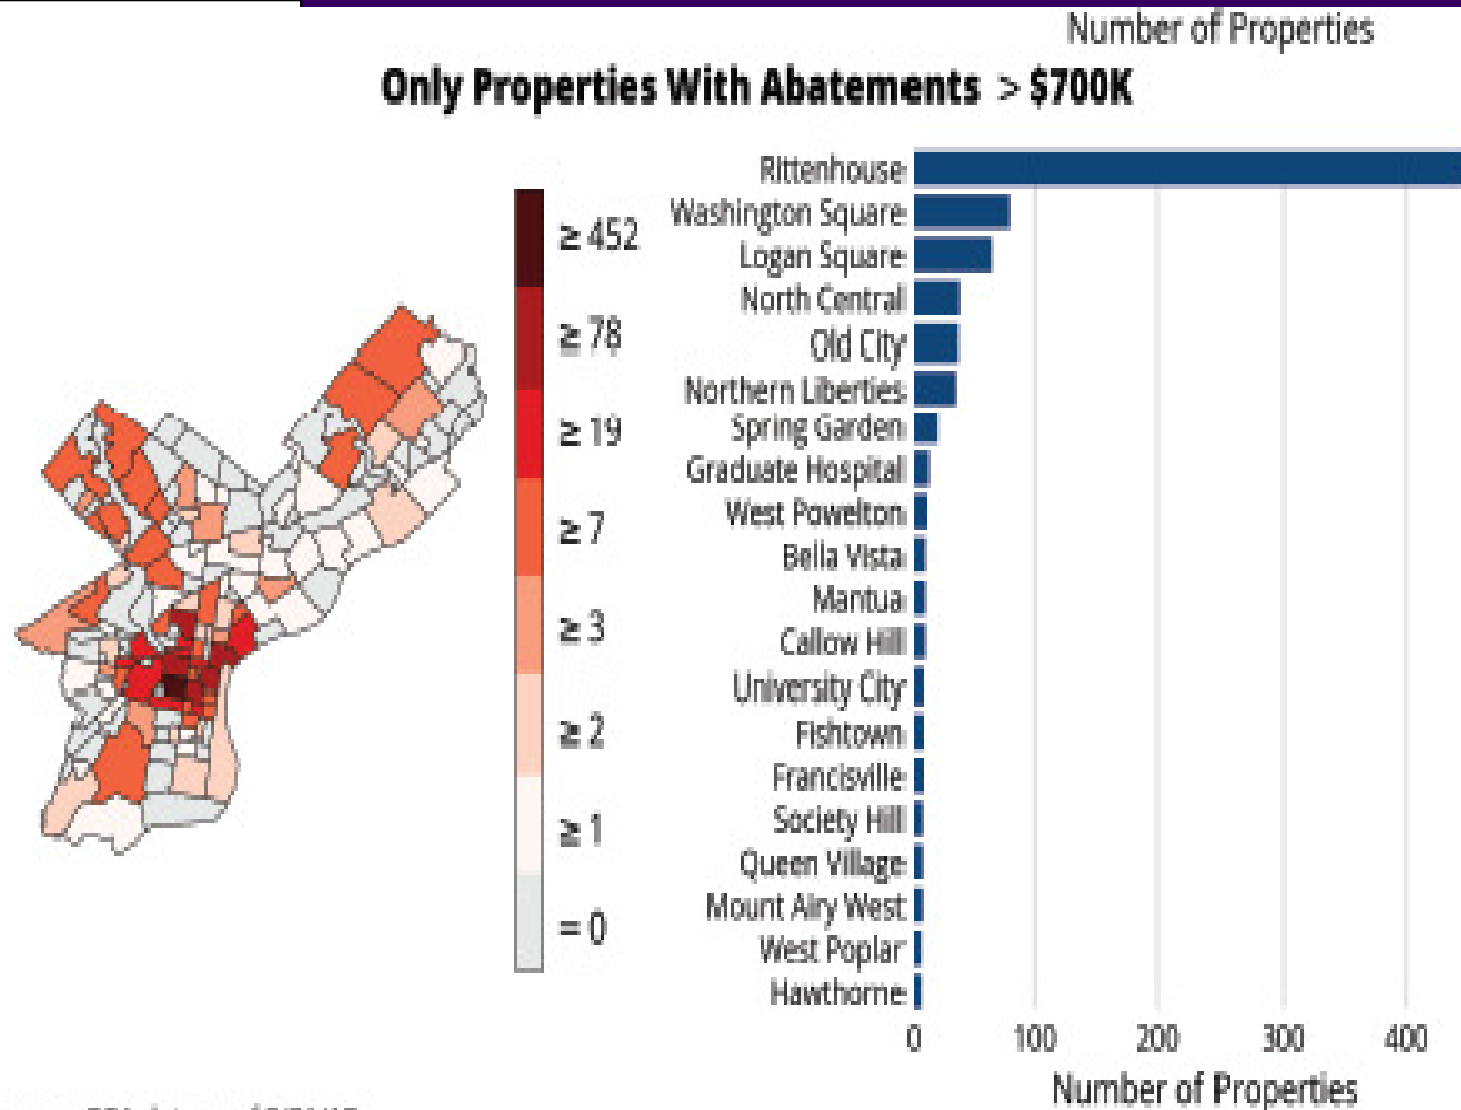 Number of Properties
Only Properties With Abatements > $700K
≥ 452
≥ 78
≥ 19
≥ 7
≥ 3
≥ 2
≥ 1
= 0
Rittenhouse
Washington Square
Logan Square
North Central
Old City
Northern Liberties
Spring Garden
Graduate Hospital
West Powelton
Bella Vista
Mantua
Callow Hill
University City
Fishtown
Francisville
Society Hill
Queen Village
Mount Airy West
West Poplar
Hawthorne
0 100 200 300 400
Number of Properties